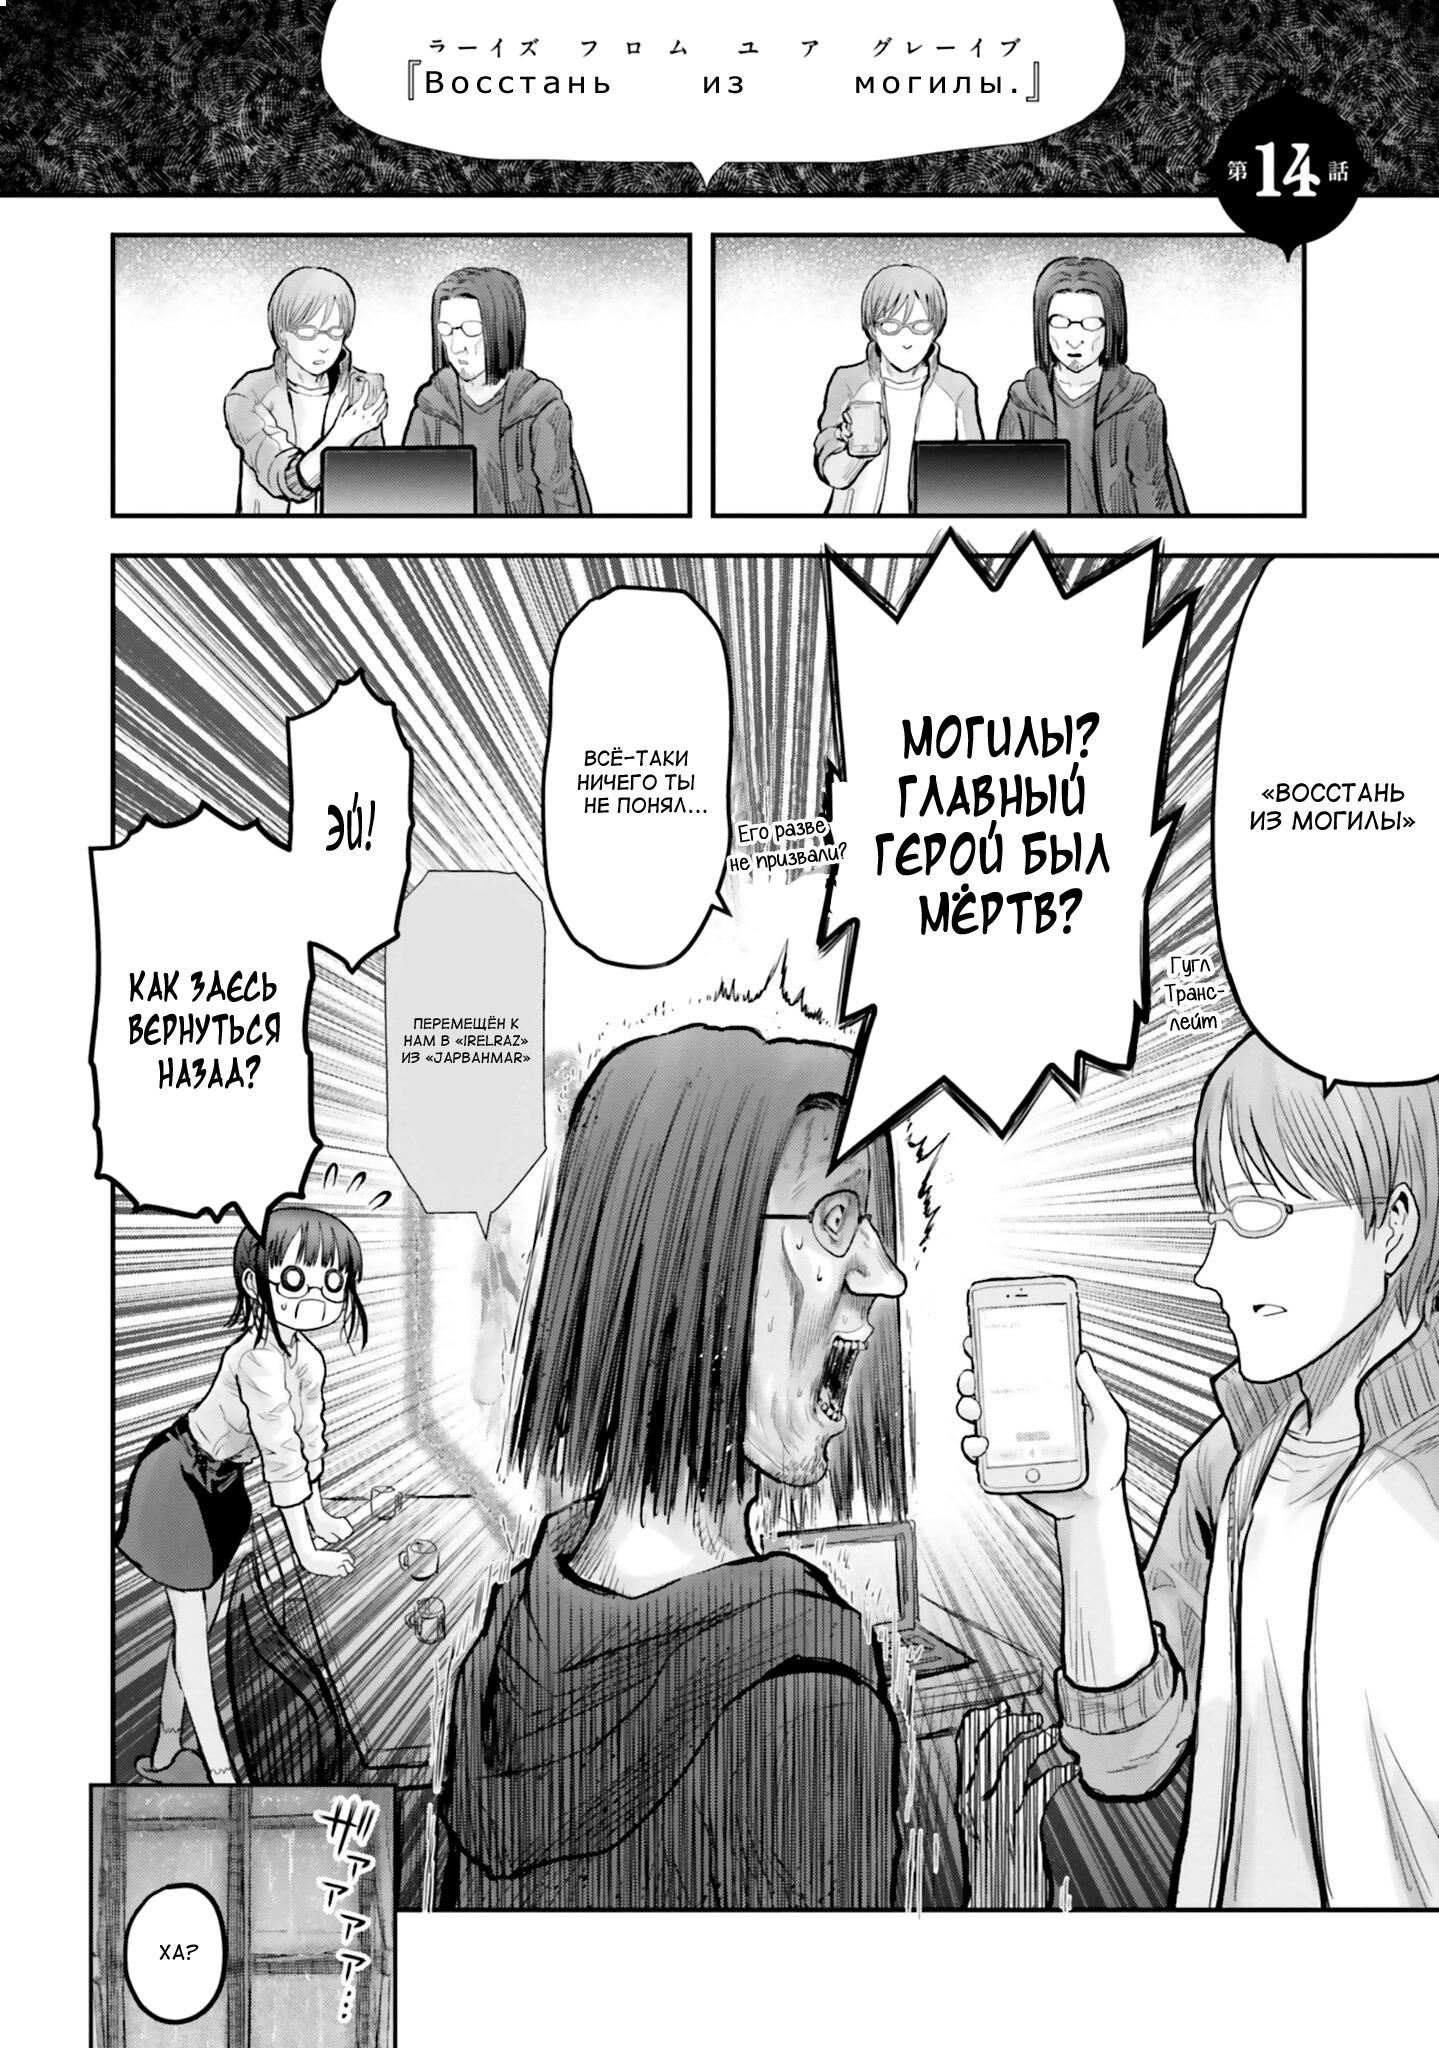 ラーイズ フロム ユア グレーイブ
『Восстань из могилы.』
第14話
«ВОССТАНЬ
ИЗ МОГИЛЫ»
Гугл
Транс-
лейт
МОГИЛЫ?
ГЛАВНЫЙ
ГЕРОЙ БЫЛ
МЁРТВ?
Его разве
не призвали?
ВСЁ-ТАКИ
НИЧЕГО ТЫ
НЕ ПОНЯЛ...
ПЕРЕМЕЩЁН К
НАМ В «IRELRAZ»
ИЗ «JAPBAHMAR»
ЭЙ!
КАК ЗДЕСЬ
ВЕРНУТЬСЯ
НАЗАД?
ザァァァァ…
ХА?